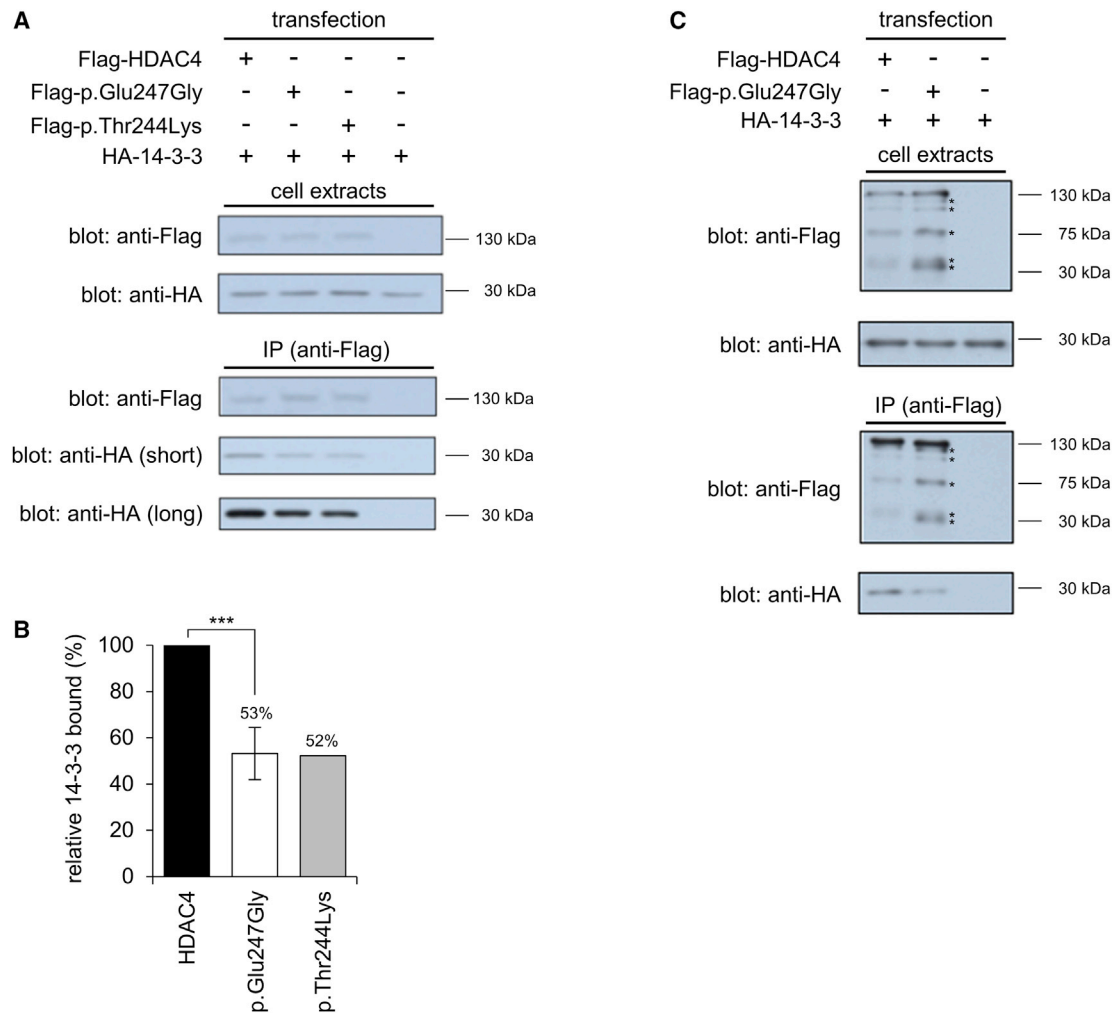 A
transfection
Flag-HDAC4 + - - -
Flag-p.Glu247Gly - + - -
Flag-p.Thr244Lys - - + -
HA-14-3-3 + + + +
cell extracts
blot: anti-Flag 130 kDa
blot: anti-HA 30 kDa
IP (anti-Flag)
blot: anti-Flag 130 kDa
blot: anti-HA (short) 30 kDa
blot: anti-HA (long) 30 kDa
B
***
relative 14-3-3 bound (%)
100
80
60
40
20
0
53%
52%
HDAC4
p.Glu247Gly
p.Thr244Lys
C
transfection
Flag-HDAC4 + - -
Flag-p.Glu247Gly - + -
HA-14-3-3 + + +
cell extracts
130 kDa
*
*
blot: anti-Flag * 75 kDa
*
* 30 kDa
blot: anti-HA 30 kDa
IP (anti-Flag)
130 kDa
*
*
blot: anti-Flag * 75 kDa
*
* 30 kDa
blot: anti-HA 30 kDa